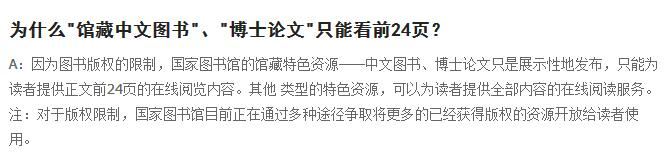 为什么"馆藏中文图书"、"博士论文"只能看前24页？
A：因为图书版权的限制，国家图书馆的馆藏特色资源——中文图书、博士论文只是展示性地发布，只能为
读者提供正文前24页的在线阅览内容。其他 类型的特色资源，可以为读者提供全部内容的在线阅读服务。
注：对于版权限制，国家图书馆目前正在通过多种途径争取将更多的已经获得版权的资源开放给读者使
用。